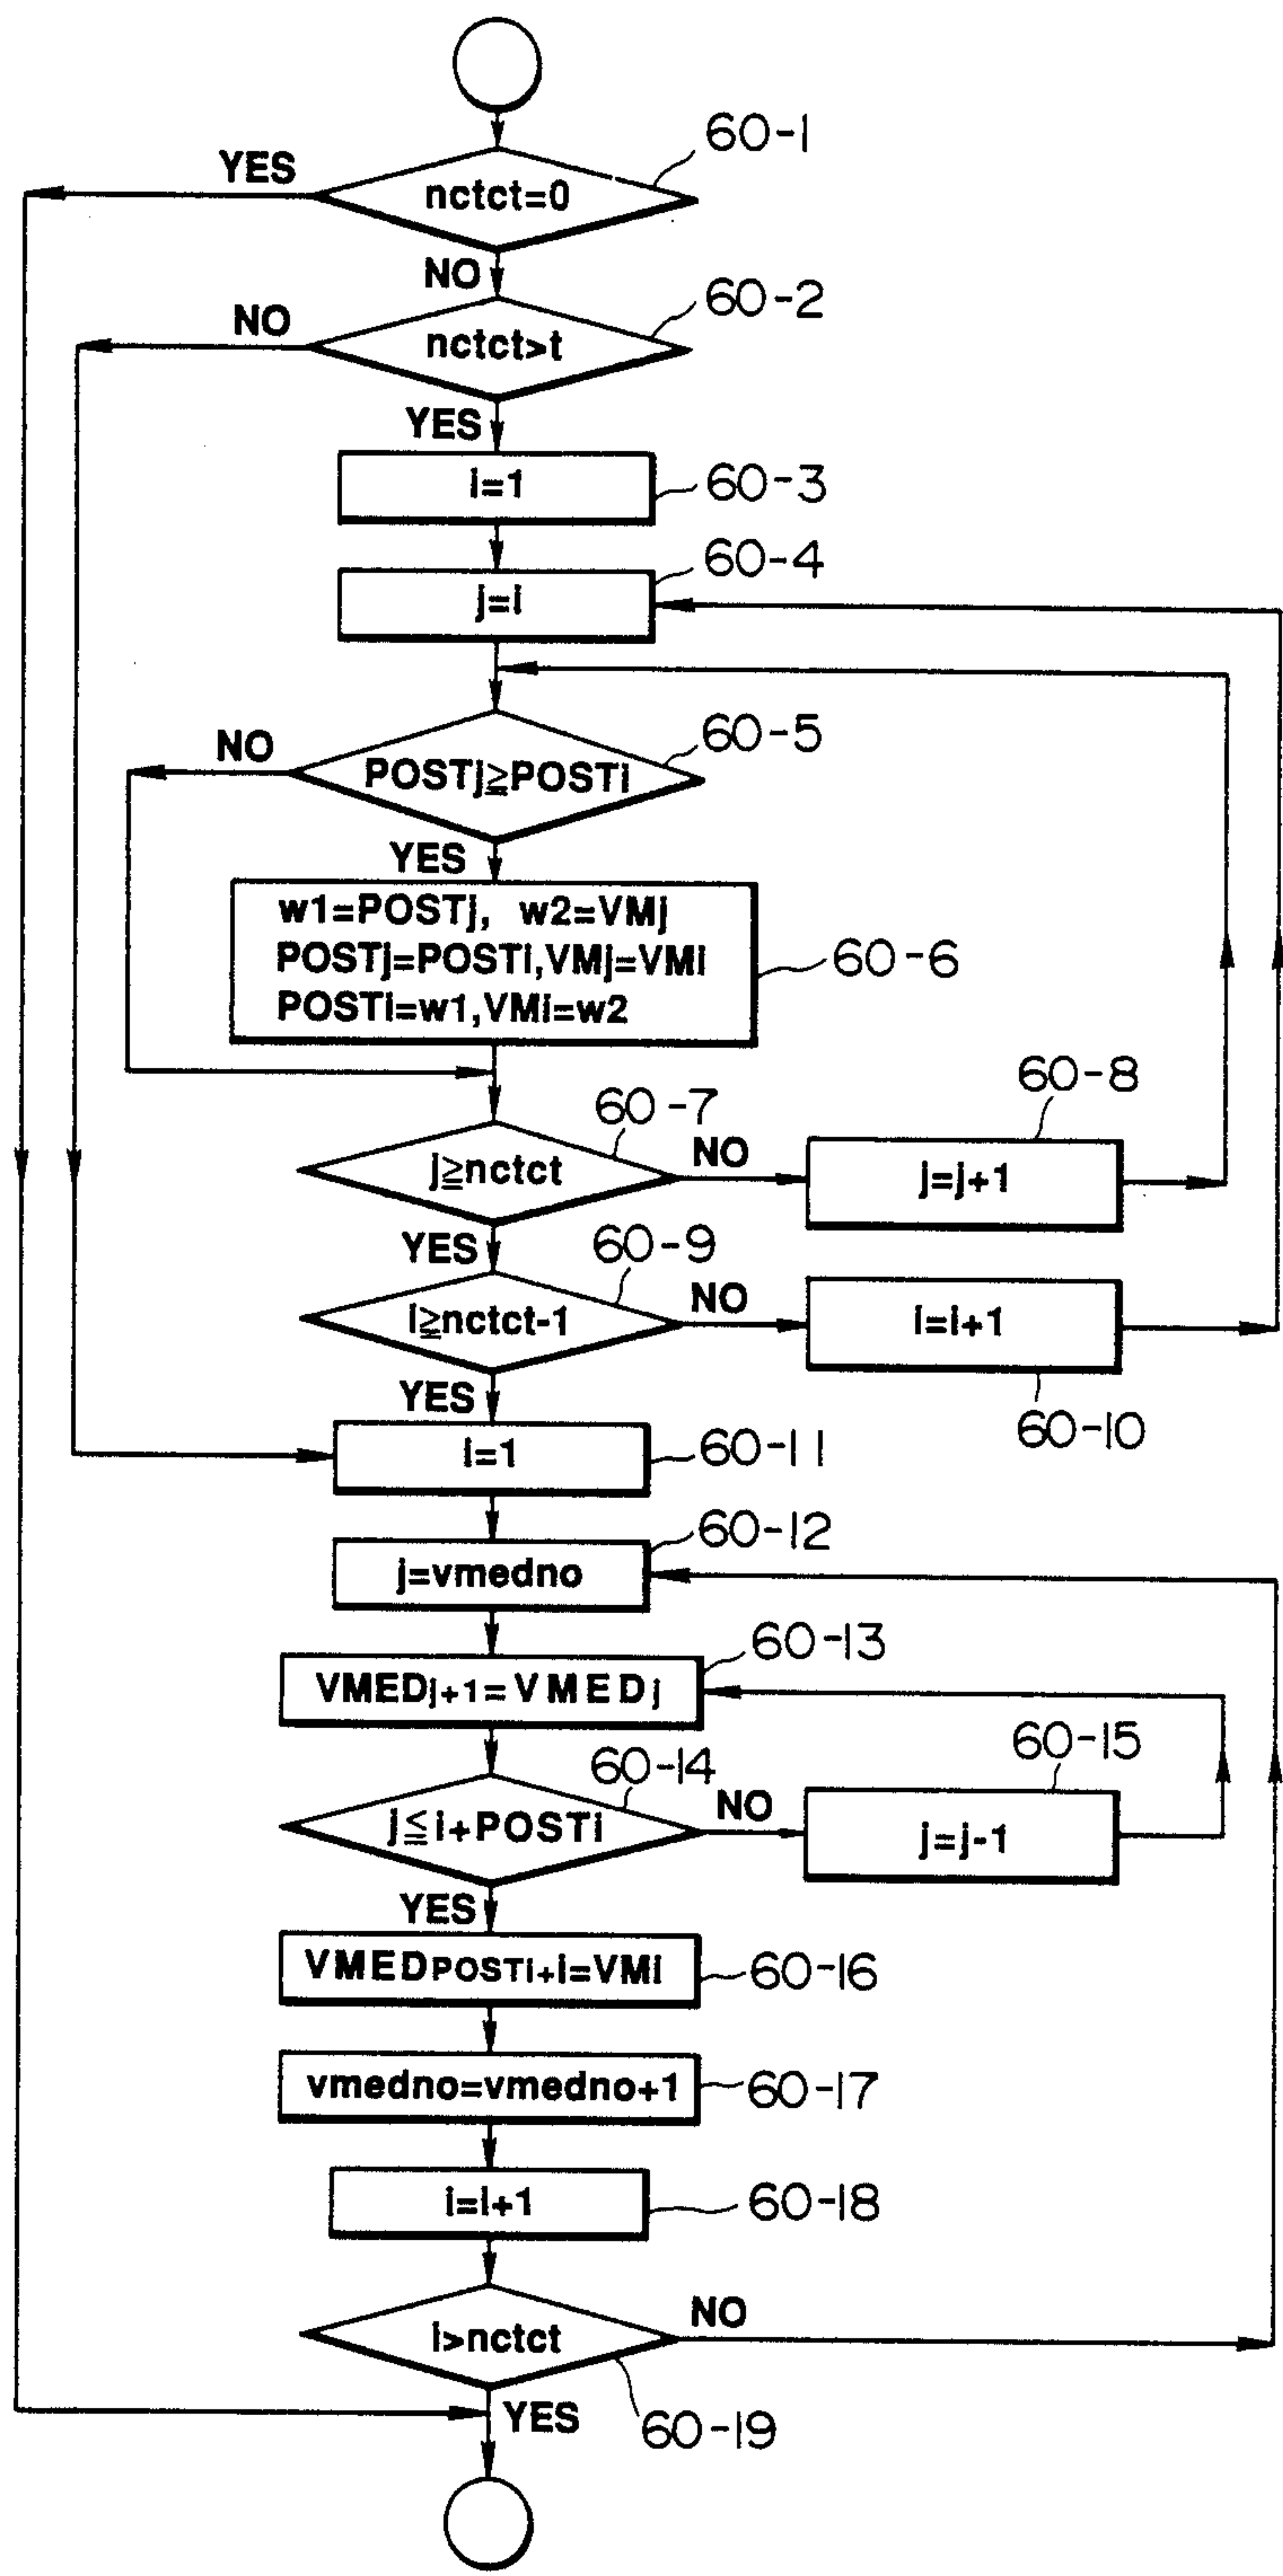 60-1
YES
nctct=0
NO
60-2
NO
nctct>t
YES
i=1
60-3
60-4
j=i
60-5
NO
POSTj≧POSTi
YES
w1=POSTj, w2=VMj
POSTj=POSTi,VMj=VMi
POSTi=w1,VMi=w2
60-6
60-7
60-8
j≧nctct
NO
j=j+1
YES
60-9
i≧nctct-1
NO
i=i+1
YES
60-10
i=1
60-11
60-12
j=vmedno
60-13
VMEDj+1=VMEDj
60-14
60-15
j≦i+POSTi
NO
j=j-1
YES
VMEDPOSTi+i=VMi
60-16
vmedno=vmedno+1
60-17
i=i+1
60-18
i>nctct
NO
YES
60-19